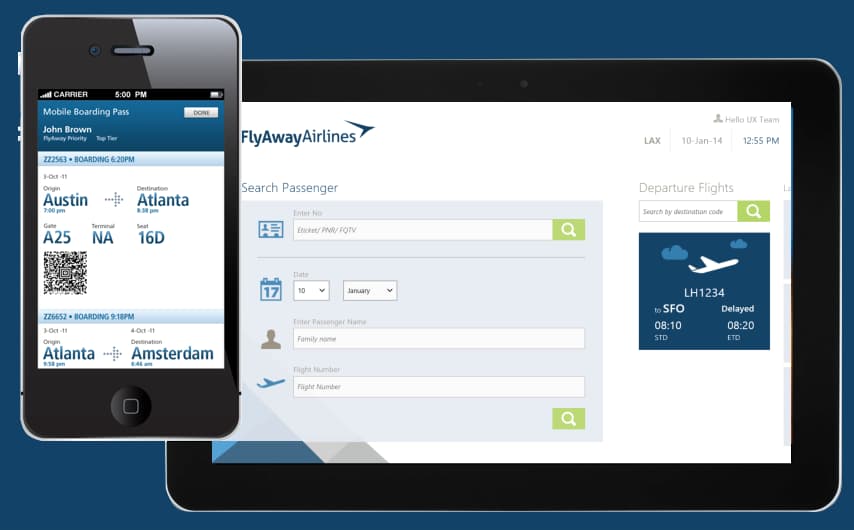 CARRIER 5:00 PM
Mobile Boarding Pass DONE
John Brown
FlyAway Priority Top Tier
ZZ2563 • BOARDING 6:20PM
3-Oct -11
Origin Destination
Austin Atlanta
7:00 pm 8:38 pm
Gate Terminal Seat
A25 NA 16D
ZZ6652 • BOARDING 9:18PM
3-Oct -11 4-Oct -11
Origin Destination
Atlanta Amsterdam
9:58 pm 6:46 am
FlyAwayAirlines
Hello UX Team
LAX 10-Jan-14 12:55 PM
Search Passenger
Enter No
Eticket/ PNR/ FQTV
Date
17 10 January
Enter Passenger Name
Family name
Flight Number
Flight Number
Departure Flights
Search by destination code
LH1234
to SFO Delayed
08:10 08:20
STD ETD